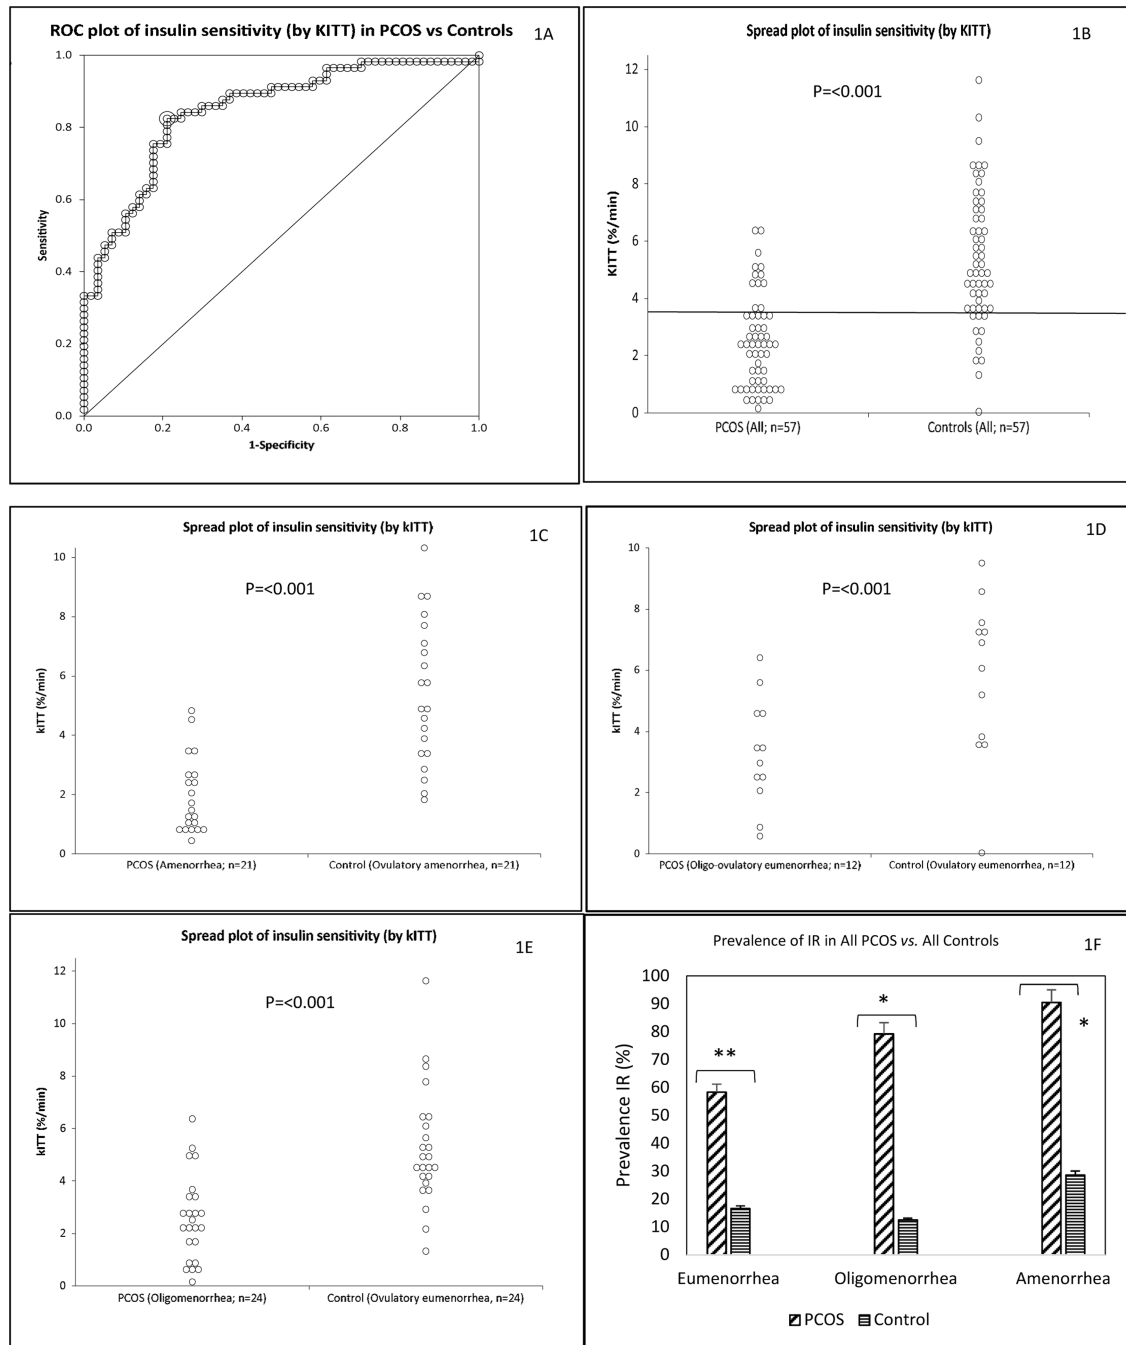 ROC plot of insulin sensitivity (by KITT) in PCOS vs Controls
1A
1.0
0.8
0.6
0.4
0.2
0.0
Sensitivity
0.0 0.2 0.4 0.6 0.8 1.0
1-Specificity
Spread plot of insulin sensitivity (by KITT)
1B
P=<0.001
12
10
8
6
4
2
0
KITT (%/min)
PCOS (All; n=57) Controls (All; n=57)
Spread plot of insulin sensitivity (by kITT)
1C
P=<0.001
10
8
6
4
2
0
kITT (%/min)
PCOS (Amenorrhea; n=21) Control (Ovulatory amenorrhea, n=21)
Spread plot of insulin sensitivity (by kITT)
1D
P=<0.001
10
8
6
4
2
0
kITT (%/min)
PCOS (Oligo-ovulatory eumenorrhea; n=12) Control (Ovulatory eumenorrhea, n=12)
Spread plot of insulin sensitivity (by kITT)
1E
P=<0.001
12
10
8
6
4
2
0
kITT (%/min)
PCOS (Oligomenorrhea; n=24) Control (Ovulatory eumenorrhea, n=24)
Prevalence of IR in All PCOS vs. All Controls
1F
100
90
80
70
60
50
40
30
20
10
0
Prevalence IR (%)
**
*
*
Eumenorrhea Oligomenorrhea Amenorrhea
PCOS Control